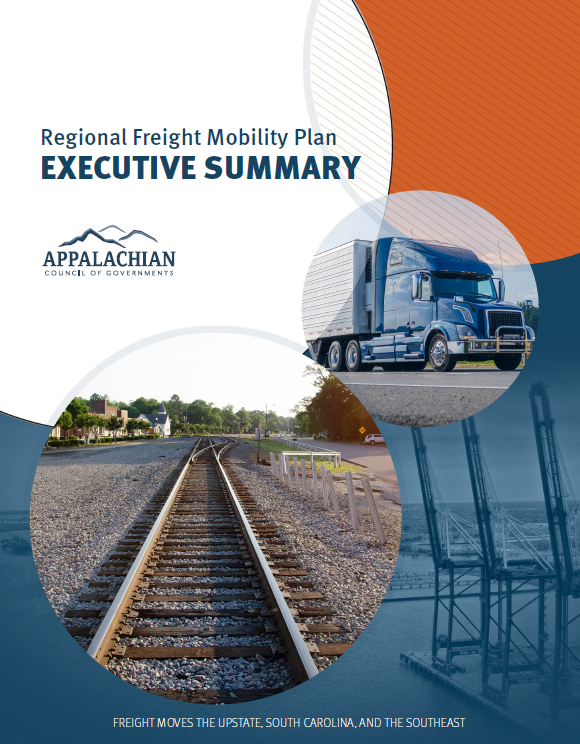 Regional Freight Mobility Plan
EXECUTIVE SUMMARY
APPALACHIAN
COUNCIL OF GOVERNMENTS
FREIGHT MOVES THE UPSTATE, SOUTH CAROLINA, AND THE SOUTHEAST